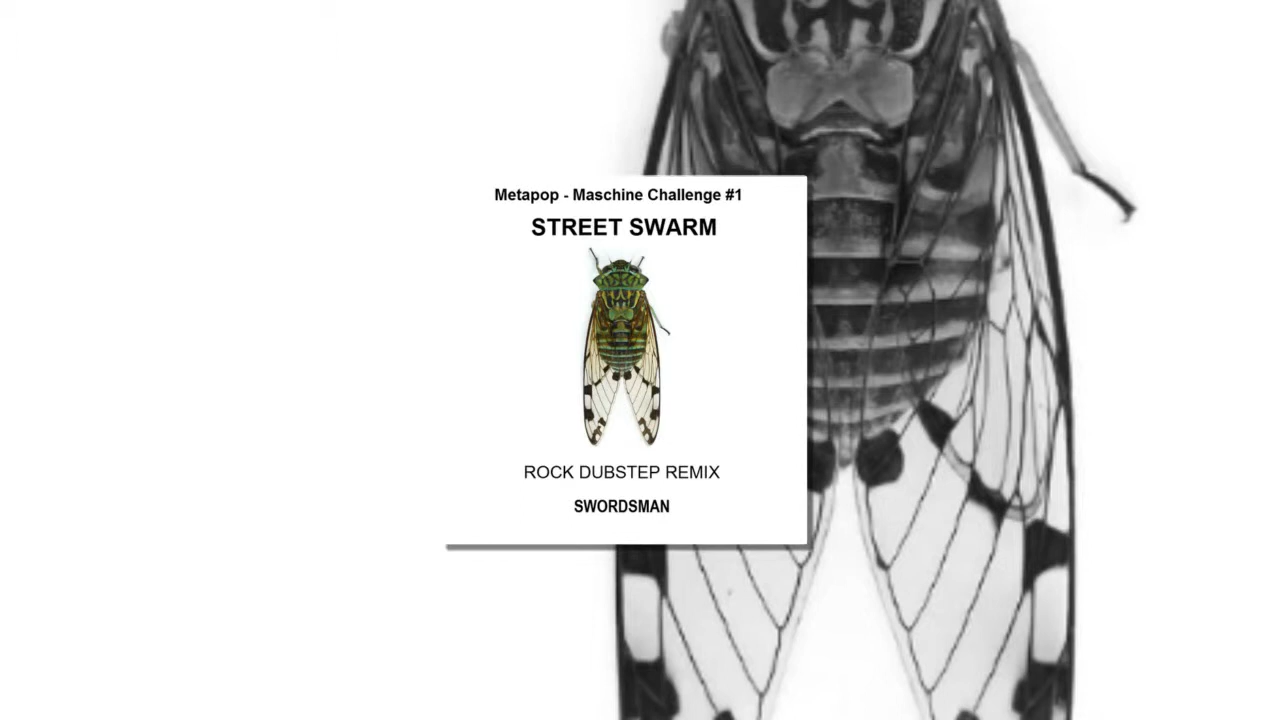 Metapop - Maschine Challenge #1
STREET SWARM
ROCK DUBSTEP REMIX
SWORDSMAN